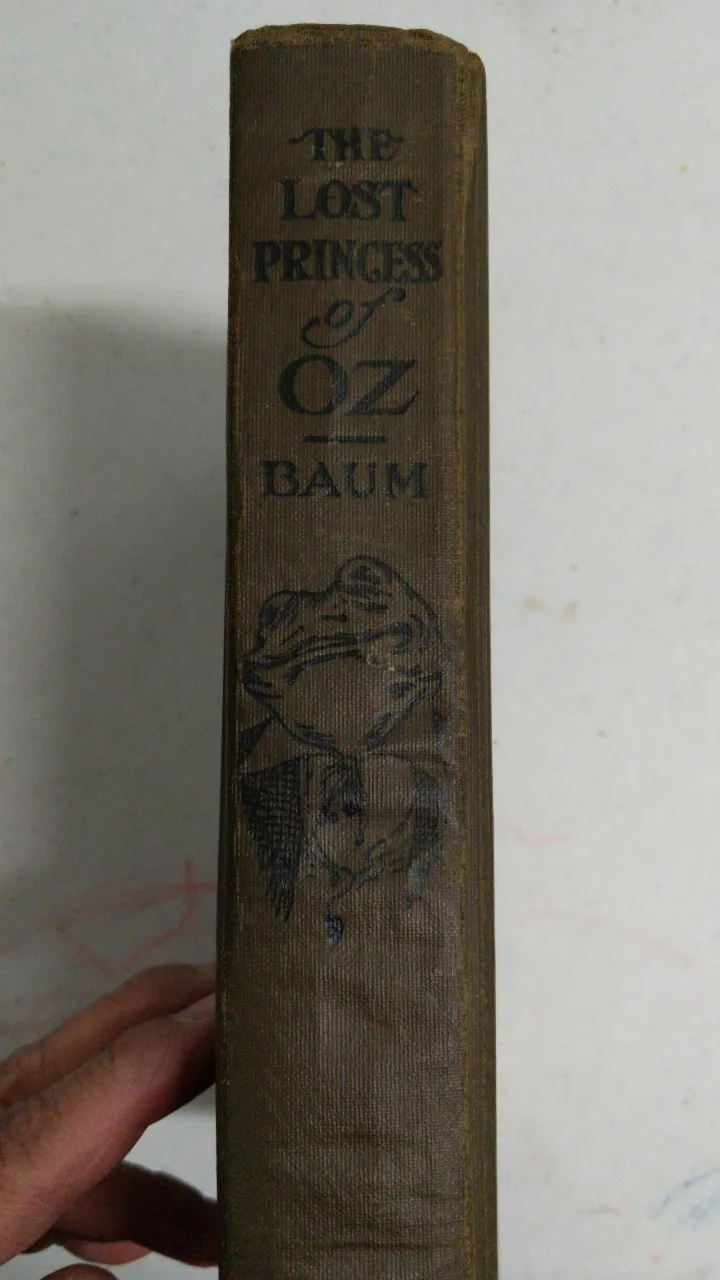 THE
LOST
PRINCESS
of
OZ
BAUM